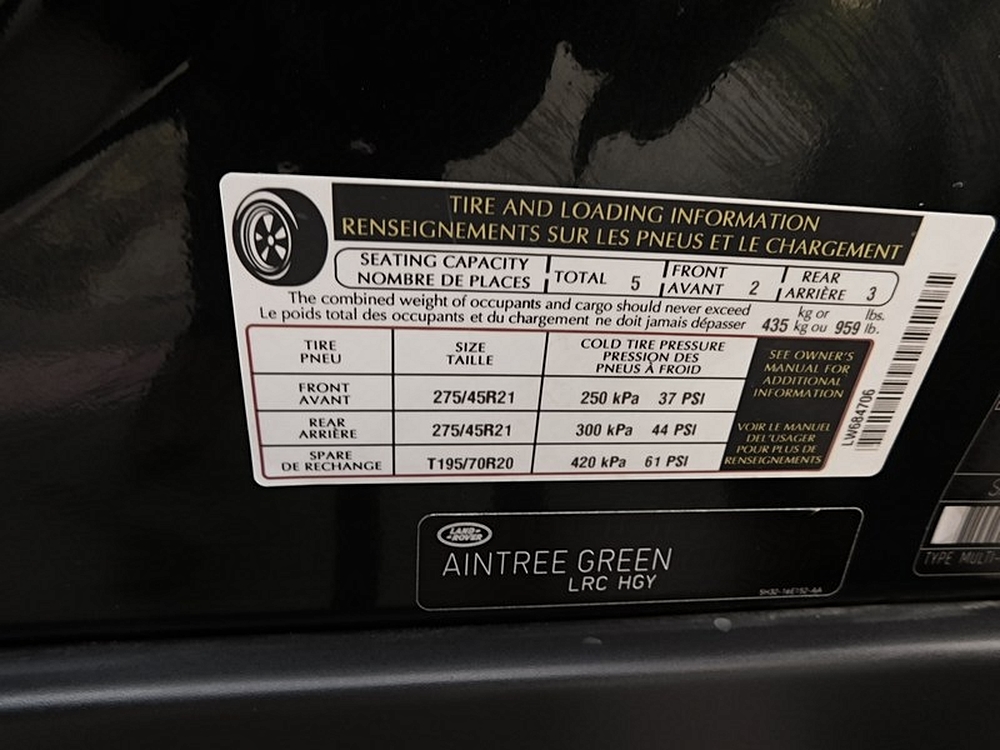 TIRE AND LOADING INFORMATION
RENSEIGNEMENTS SUR LES PNEUS ET LE CHARGEMENT
SEATING CAPACITY
NOMBRE DE PLACES
TOTAL 5
FRONT
AVANT 2
REAR
ARRIÈRE 3
The combined weight of occupants and cargo should never exceed
Le poids total des occupants et du chargement ne doit jamais dépasser
kg or lbs.
435 kg ou 959 lb.
TIRE
PNEU
SIZE
TAILLE
COLD TIRE PRESSURE
PRESSION DES
PNEUS À FROID
FRONT
AVANT
275/45R21
250 kPa 37 PSI
REAR
ARRIÈRE
275/45R21
300 kPa 44 PSI
SPARE
DE RECHANGE
T195/70R20
420 kPa 61 PSI
SEE OWNER'S
MANUAL FOR
ADDITIONAL
INFORMATION
VOIR LE MANUEL
DEL'USAGER
POUR PLUS DE
RENSEIGNEMENTS
LW684706
LAND-
-ROVER
AINTREE GREEN
LRC HGY
TYPE MULTI-